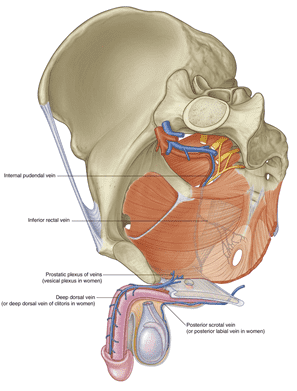 Internal pudendal vein
Inferior rectal vein
Prostatic plexus of veins
(vesical plexus in women)
Deep dorsal vein
(or deep dorsal vein of clitoris in women)
Posterior scrotal vein
(or posterior labial vein in women)